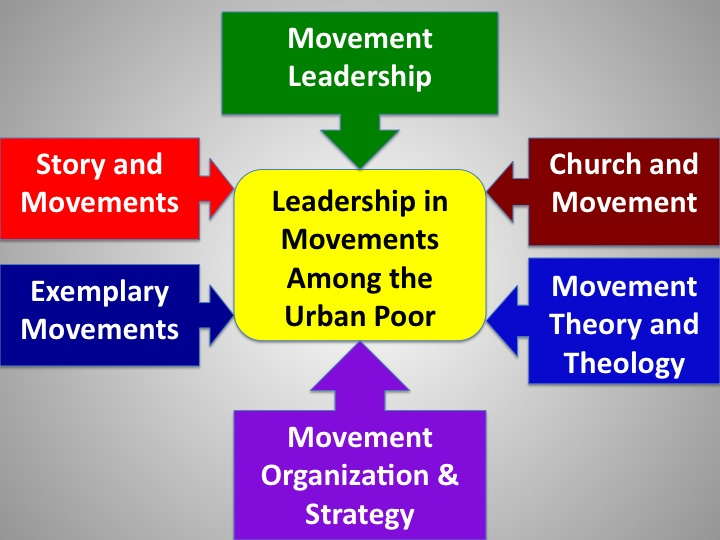 Movement
Leadership
Story and
Movements
Church and
Movement
Leadership in
Movements
Among the
Urban Poor
Exemplary
Movements
Movement
Theory and
Theology
Movement
Organization &
Strategy